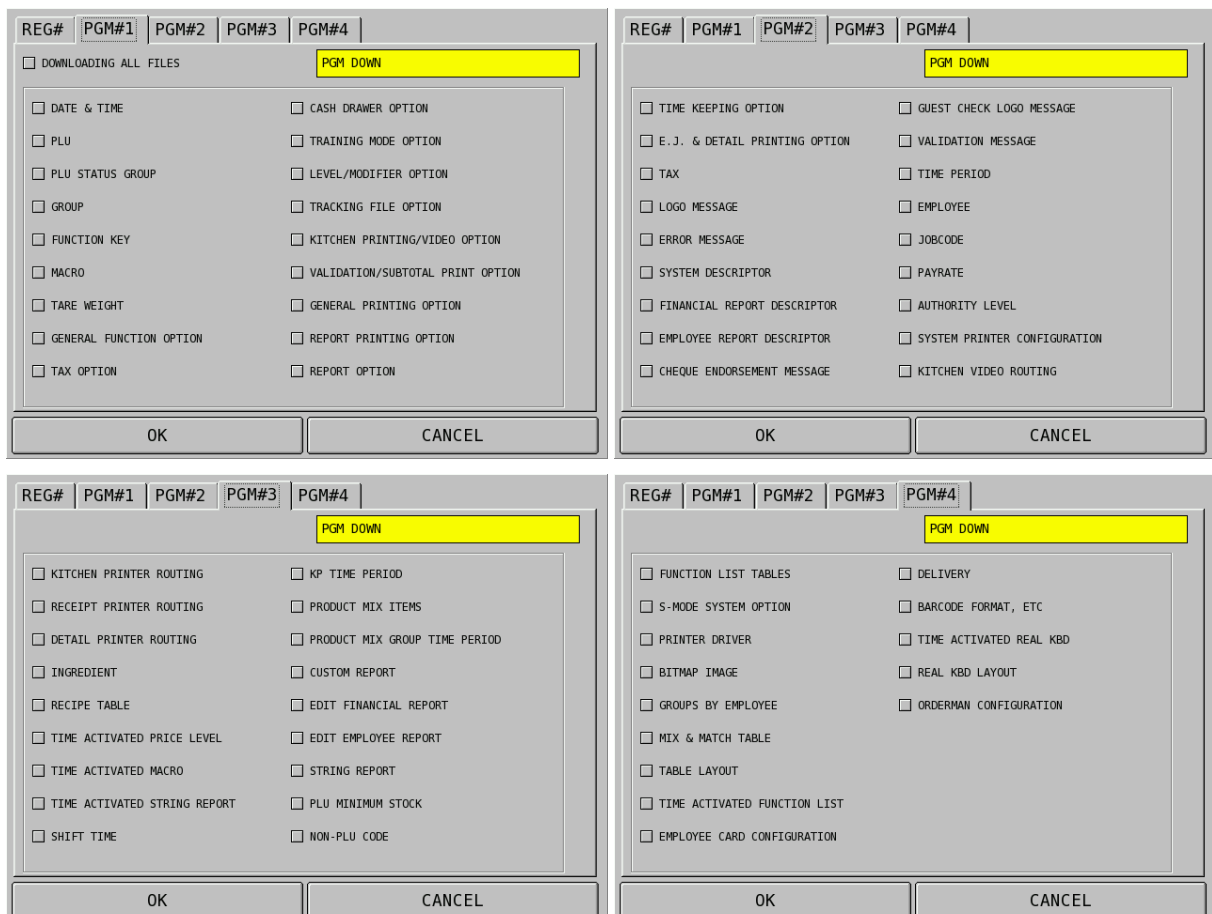 REG# PGM#1 PGM#2 PGM#3 PGM#4
DOWNLOADING ALL FILES PGM DOWN
DATE & TIME CASH DRAWER OPTION
PLU TRAINING MODE OPTION
PLU STATUS GROUP LEVEL/MODIFIER OPTION
GROUP TRACKING FILE OPTION
FUNCTION KEY KITCHEN PRINTING/VIDEO OPTION
MACRO VALIDATION/SUBTOTAL PRINT OPTION
TARE WEIGHT GENERAL PRINTING OPTION
GENERAL FUNCTION OPTION REPORT PRINTING OPTION
TAX OPTION REPORT OPTION
OK CANCEL
REG# PGM#1 PGM#2 PGM#3 PGM#4
PGM DOWN
TIME KEEPING OPTION GUEST CHECK LOGO MESSAGE
E.J. & DETAIL PRINTING OPTION VALIDATION MESSAGE
TAX TIME PERIOD
LOGO MESSAGE EMPLOYEE
ERROR MESSAGE JOBCODE
SYSTEM DESCRIPTOR PAYRATE
FINANCIAL REPORT DESCRIPTOR AUTHORITY LEVEL
EMPLOYEE REPORT DESCRIPTOR SYSTEM PRINTER CONFIGURATION
CHEQUE ENDORSEMENT MESSAGE KITCHEN VIDEO ROUTING
OK CANCEL
REG# PGM#1 PGM#2 PGM#3 PGM#4
PGM DOWN
KITCHEN PRINTER ROUTING KP TIME PERIOD
RECEIPT PRINTER ROUTING PRODUCT MIX ITEMS
DETAIL PRINTER ROUTING PRODUCT MIX GROUP TIME PERIOD
INGREDIENT CUSTOM REPORT
RECIPE TABLE EDIT FINANCIAL REPORT
TIME ACTIVATED PRICE LEVEL EDIT EMPLOYEE REPORT
TIME ACTIVATED MACRO STRING REPORT
TIME ACTIVATED STRING REPORT PLU MINIMUM STOCK
SHIFT TIME NON-PLU CODE
OK CANCEL
REG# PGM#1 PGM#2 PGM#3 PGM#4
PGM DOWN
FUNCTION LIST TABLES DELIVERY
S-MODE SYSTEM OPTION BARCODE FORMAT, ETC
PRINTER DRIVER TIME ACTIVATED REAL KBD
BITMAP IMAGE REAL KBD LAYOUT
GROUPS BY EMPLOYEE ORDERMAN CONFIGURATION
MIX & MATCH TABLE
TABLE LAYOUT
TIME ACTIVATED FUNCTION LIST
EMPLOYEE CARD CONFIGURATION
OK CANCEL